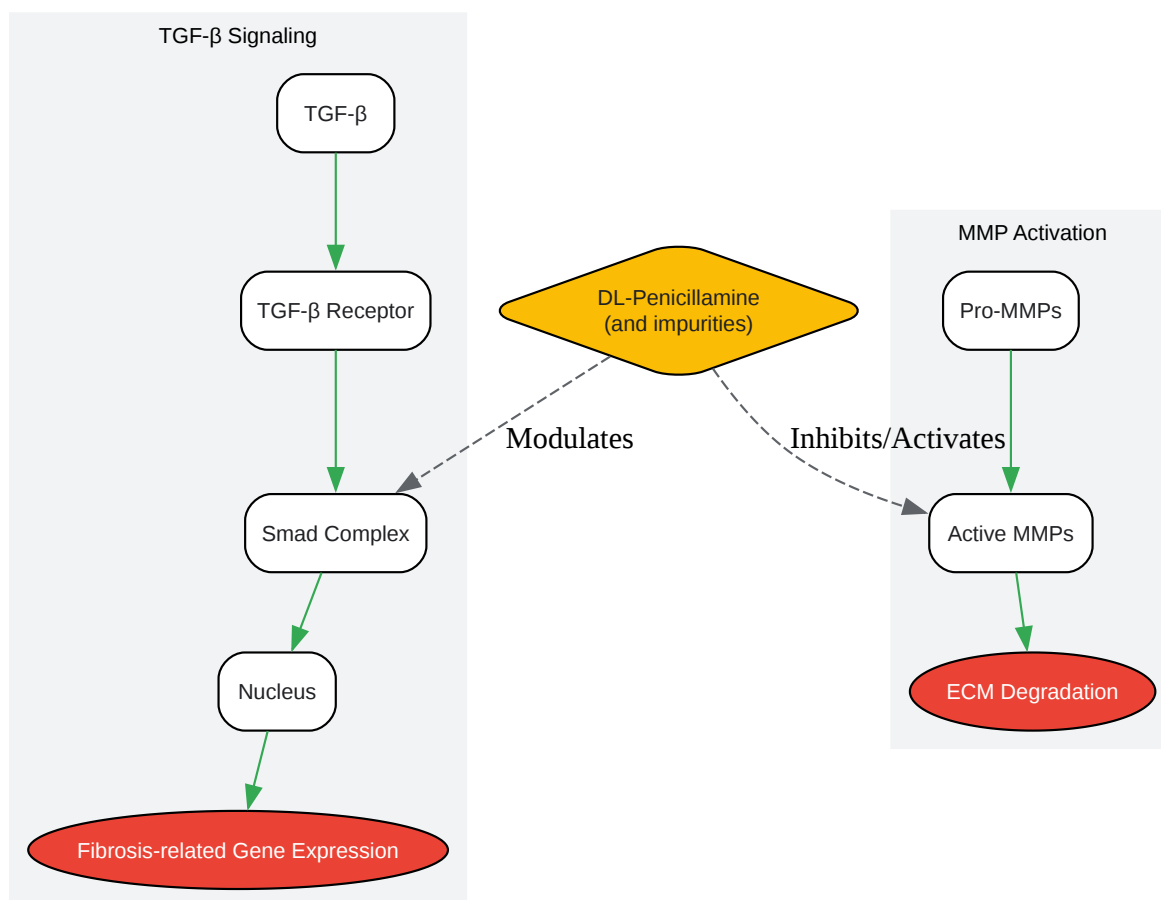 TGF-β Signaling
TGF-β
TGF-β Receptor
Smad Complex
Nucleus
Fibrosis-related Gene Expression
DL-Penicillamine
(and impurities)
Modulates
Inhibits/Activates
MMP Activation
Pro-MMPs
Active MMPs
ECM Degradation